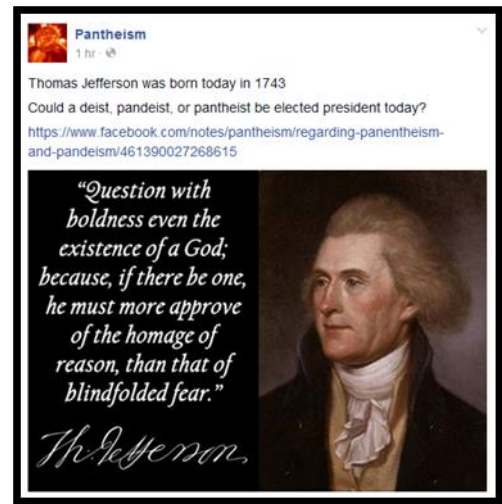 Pantheism
1 hr ·
Thomas Jefferson was born today in 1743
Could a deist, pandeist, or pantheist be elected president today?
https://www.facebook.com/notes/pantheism/regarding-panentheism-
and-pandeism/461390027268615
“Question with
boldness even the
existence of a God;
because, if there be one,
he must more approve
of the homage of
reason, than that of
blindfolded fear.”
Th. Jefferson